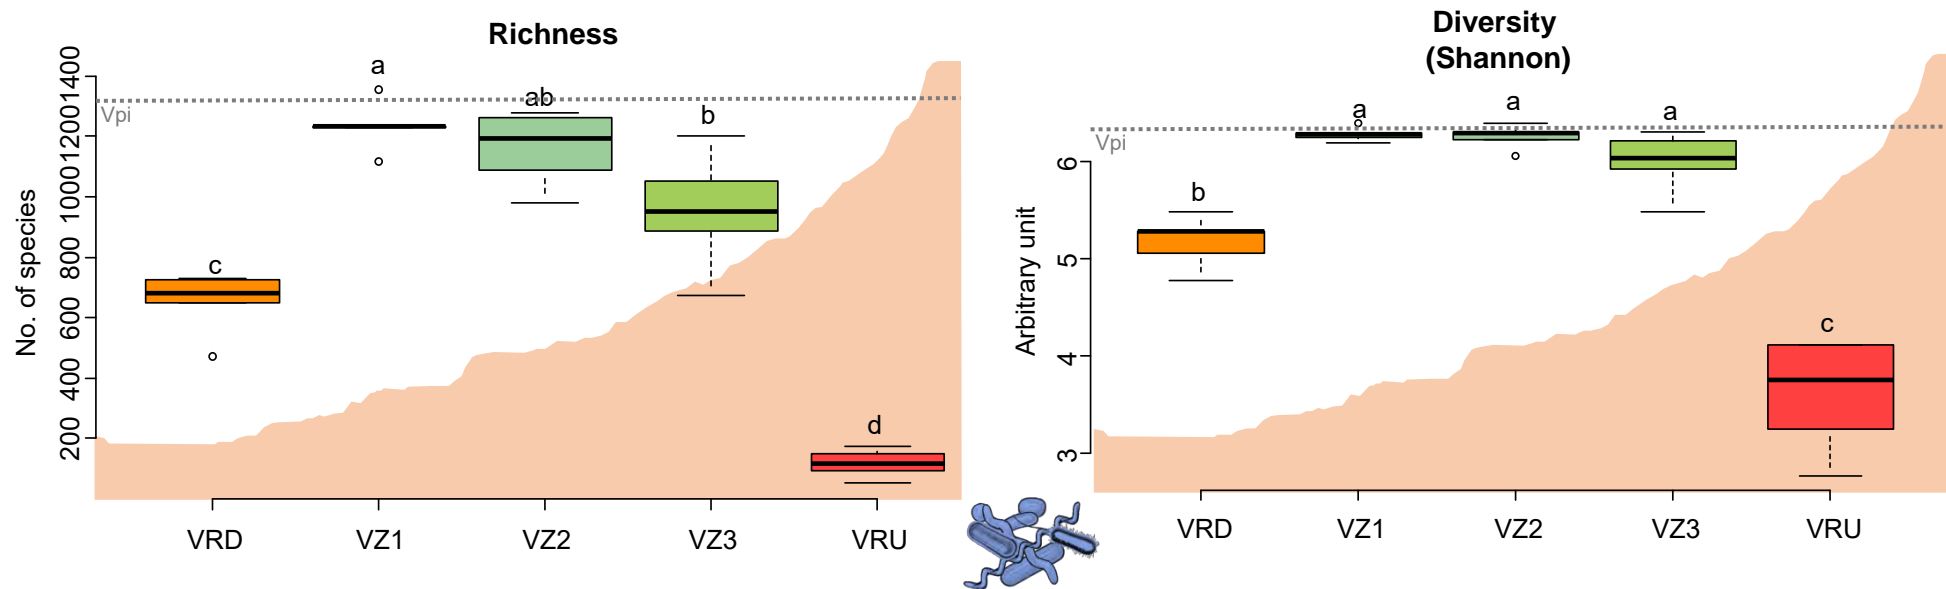 Richness
No. of species
1400
1200
1000
800
600
400
200
Vpi
a
ab
b
c
d
VRD VZ1 VZ2 VZ3 VRU
Diversity
(Shannon)
Arbitrary unit
6
5
4
3
Vpi
a
a
a
b
c
VRD VZ1 VZ2 VZ3 VRU